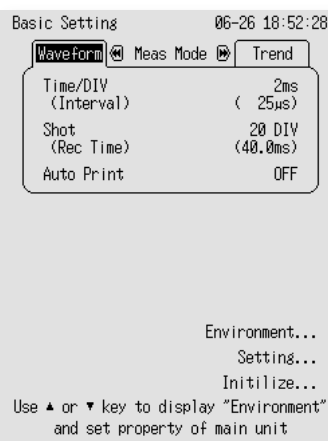 Basic Setting 06-26 18:52:28
Waveform Meas Mode Trend
Time/DIV 2ms
(Interval) ( 25μs)
Shot 20 DIV
(Rec Time) (40.0ms)
Auto Print OFF
Environment...
Setting...
Initilize...
Use ▲ or ▼ key to display "Environment"
and set property of main unit